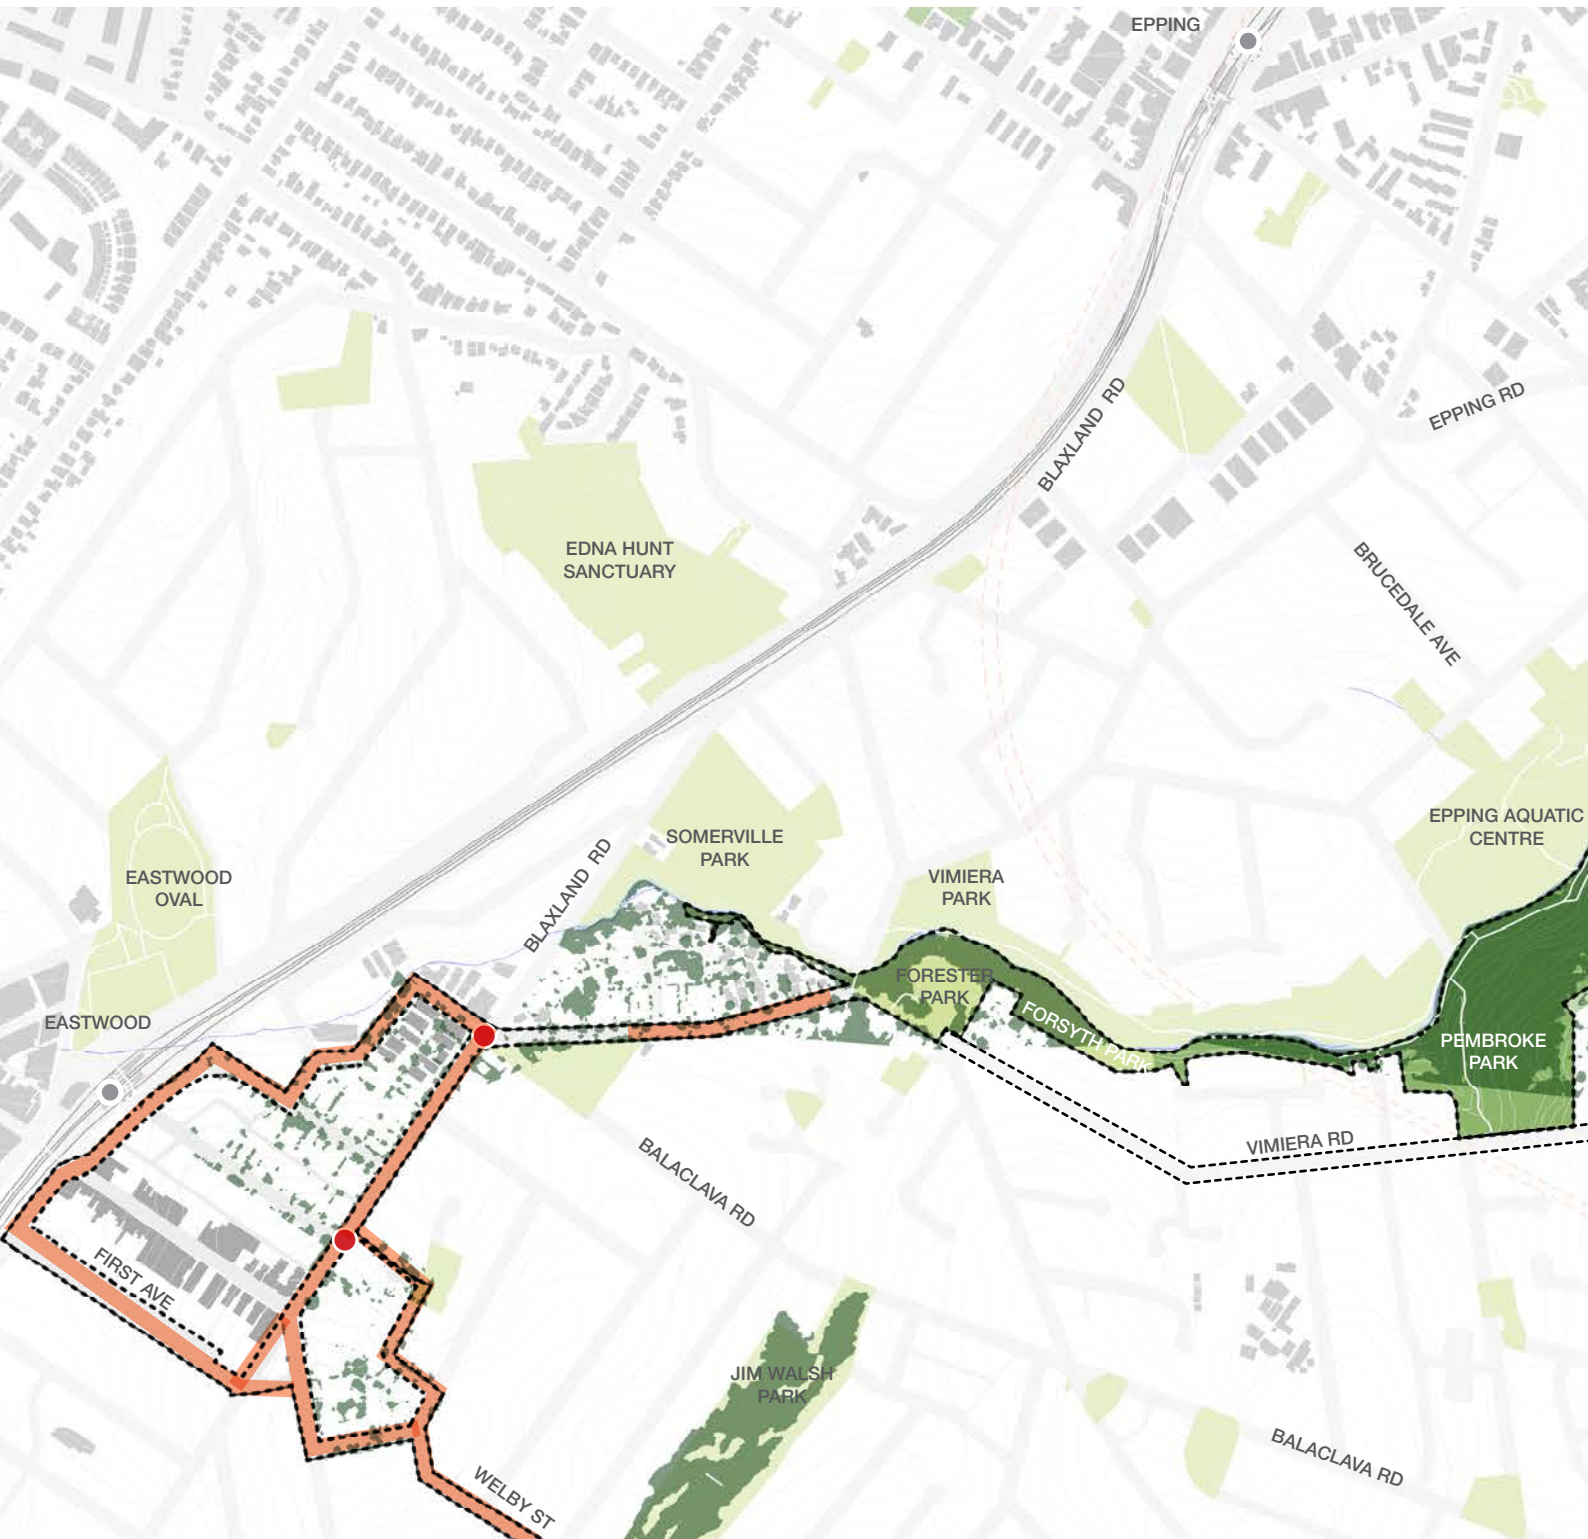 EPPING
BLAXLAND RD
EPPING RD
EDNA HUNT
SANCTUARY
BRUCEDALE AVE
EPPING AQUATIC
CENTRE
SOMERVILLE
PARK
EASTWOOD
OVAL
BLAXLAND RD
VIMIERA
PARK
FORESTER
PARK
EASTWOOD
FORSYTH PARK
PEMBROKE
PARK
VIMIERA RD
BALACLAVA RD
FIRST AVE
JIM WALSH
PARK
BALACLAVA RD
WELBY ST